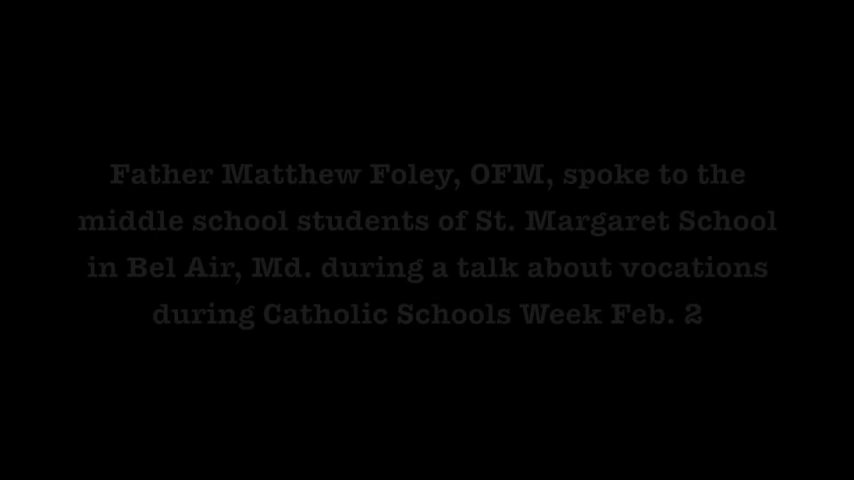 Father Matthew Foley, OFM, spoke to the
middle school students of St. Margaret School
in Bel Air, Md. during a talk about vocations
during Catholic Schools Week Feb. 2